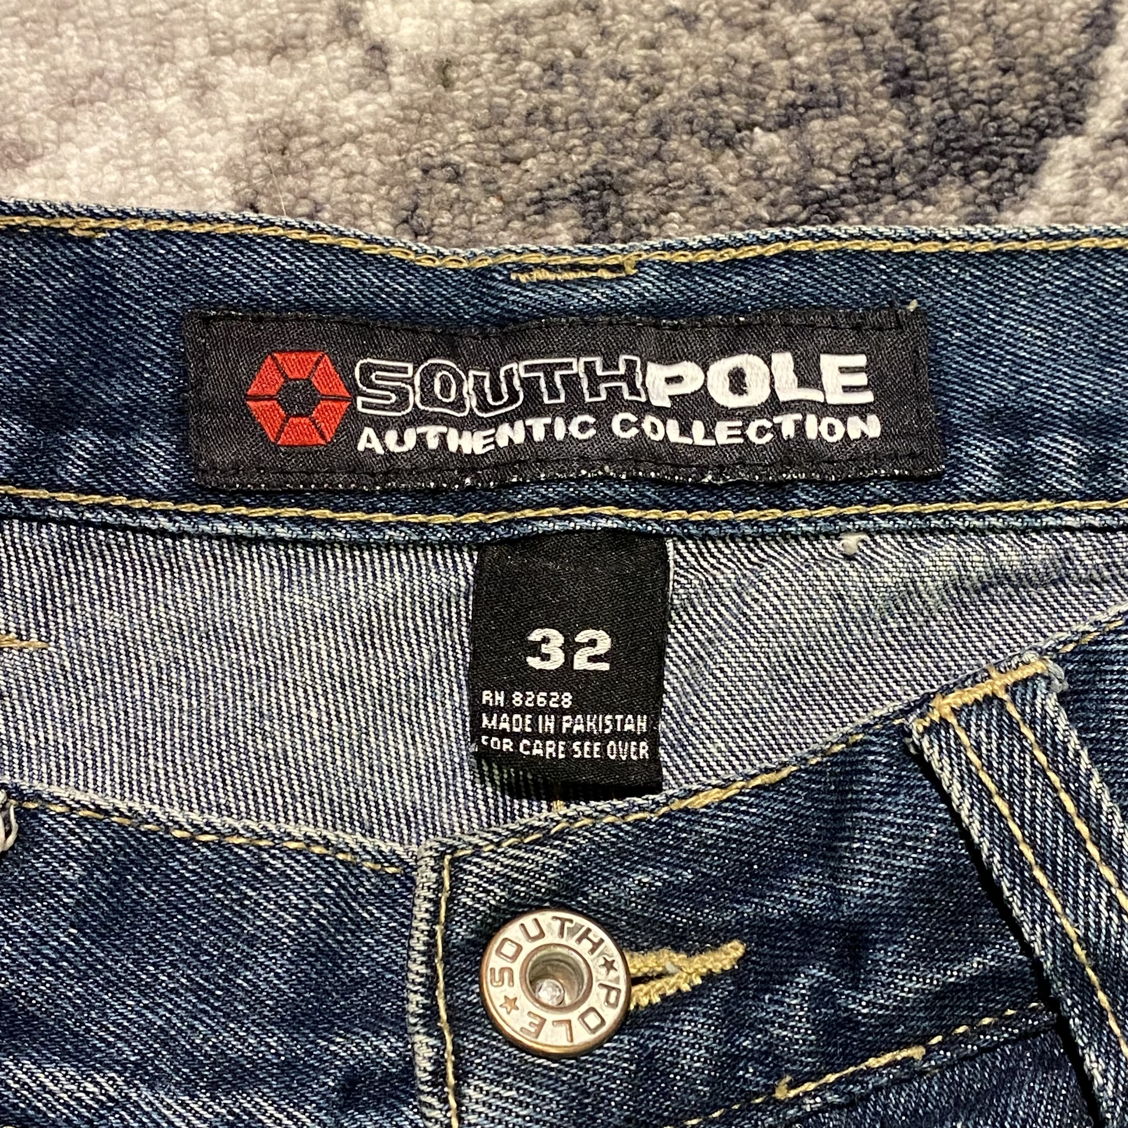 SOUTHPOLE
AUTHENTIC COLLECTION
32
RN 82628
MADE IN PAKISTAN
FOR CARE SEE OVER
SOUTH★POLE★